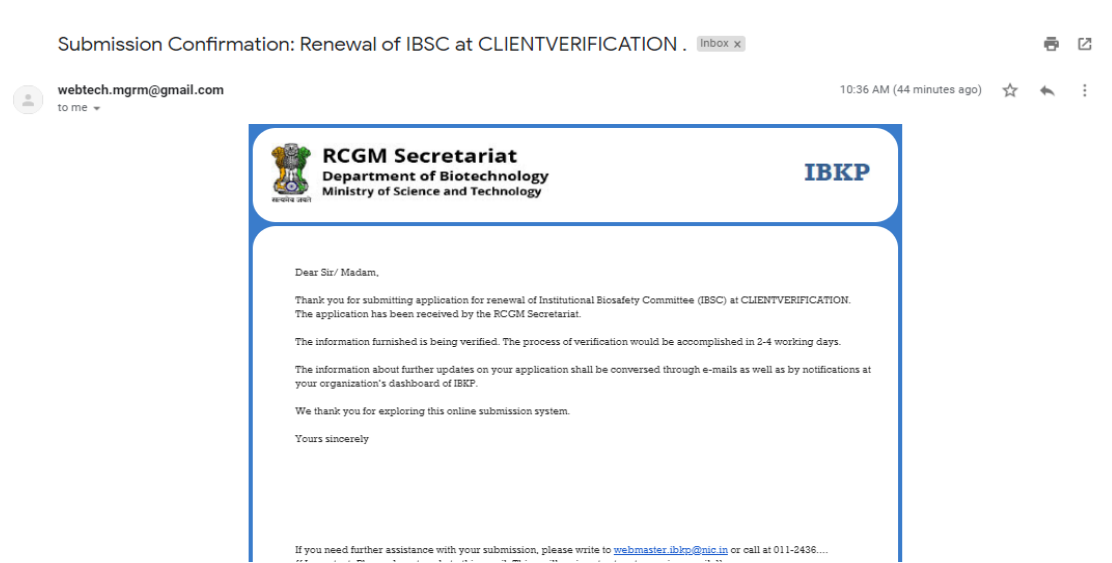 Submission Confirmation: Renewal of IBSC at CLIENTVERIFICATION . Inbox x
webtech.mgrm@gmail.com 10:36 AM (44 minutes ago)
to me
RCGM Secretariat
Department of Biotechnology
Ministry of Science and Technology
सत्यमेव जयते
IBKP
Dear Sir/ Madam,
Thank you for submitting application for renewal of Institutional Biosafety Committee (IBSC) at CLIENTVERIFICATION.
The application has been received by the RCGM Secretariat.
The information furnished is being verified. The process of verification would be accomplished in 2-4 working days.
The information about further updates on your application shall be conversed through e-mails as well as by notifications at
your organization's dashboard of IBKP.
We thank you for exploring this online submission system.
Yours sincerely
If you need further assistance with your submission, please write to webmaster.ibkp@nic.in or call at 011-2436....